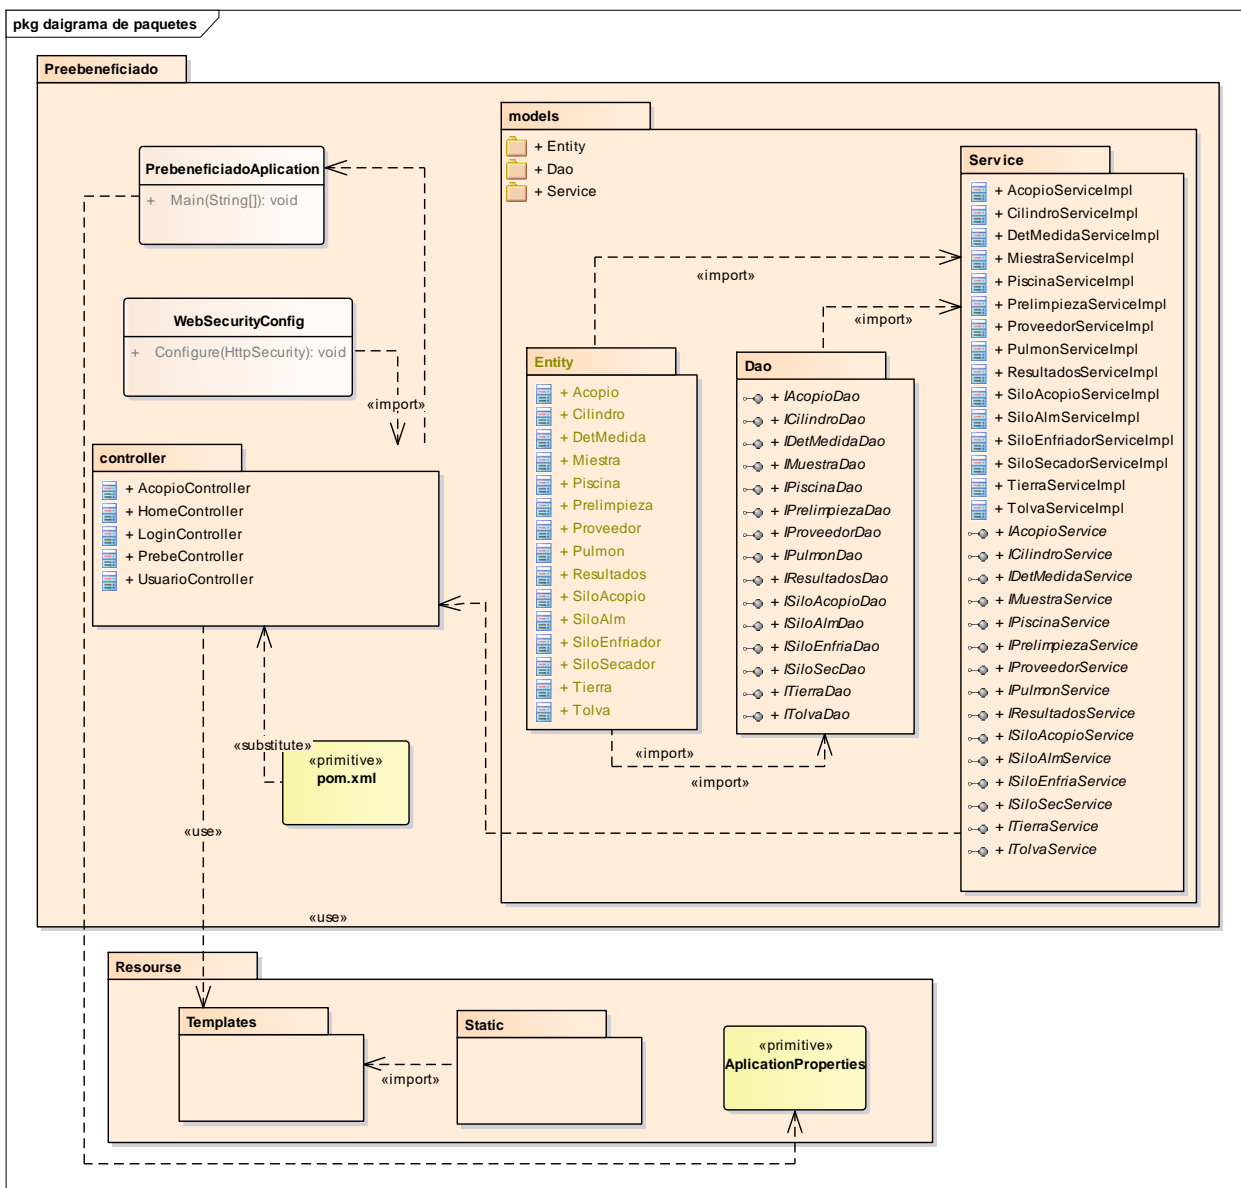 pkg daigrama de paquetes
Preebeneficiado
PrebeneficiadoAplication
+ Main(String[]): void
WebSecurityConfig
+ Configure(HttpSecurity): void
«import»
controller
+ AcopioController
+ HomeController
+ LoginController
+ PrebeController
+ UsuarioController
«substitute»
«primitive»
pom.xml
«use»
«use»
models
+ Entity
+ Dao
+ Service
«import»
«import»
Entity
+ Acopio
+ Cilindro
+ DetMedida
+ Miestra
+ Piscina
+ Prelimpieza
+ Proveedor
+ Pulmon
+ Resultados
+ SiloAcopio
+ SiloAlm
+ SiloEnfriador
+ SiloSecador
+ Tierra
+ Tolva
Dao
+ IAcopioDao
+ ICilindroDao
+ IDetMedidaDao
+ IMuestraDao
+ IPiscinaDao
+ IPrelimpiezaDao
+ IProveedorDao
+ IPulmonDao
+ IResultadosDao
+ ISiloAcopioDao
+ ISiloAlmDao
+ ISiloEnfriaDao
+ ISiloSecDao
+ ITierraDao
+ ITolvaDao
«import»
«import»
Service
+ AcopioServiceImpl
+ CilindroServiceImpl
+ DetMedidaServiceImpl
+ MiestraServiceImpl
+ PiscinaServiceImpl
+ PrelimpiezaServiceImpl
+ ProveedorServiceImpl
+ PulmonServiceImpl
+ ResultadosServiceImpl
+ SiloAcopioServiceImpl
+ SiloAlmServiceImpl
+ SiloEnfriadorServiceImpl
+ SiloSecadorServiceImpl
+ TierraServiceImpl
+ TolvaServiceImpl
+ IAcopioService
+ ICilindroService
+ IDetMedidaService
+ IMuestraService
+ IPiscinaService
+ IPrelimpiezaService
+ IProveedorService
+ IPulmonService
+ IResultadosService
+ ISiloAcopioService
+ ISiloAlmService
+ ISiloEnfriaService
+ ISiloSecService
+ ITierraService
+ ITolvaService
Resourse
Templates
«import»
Static
«primitive»
AplicationProperties